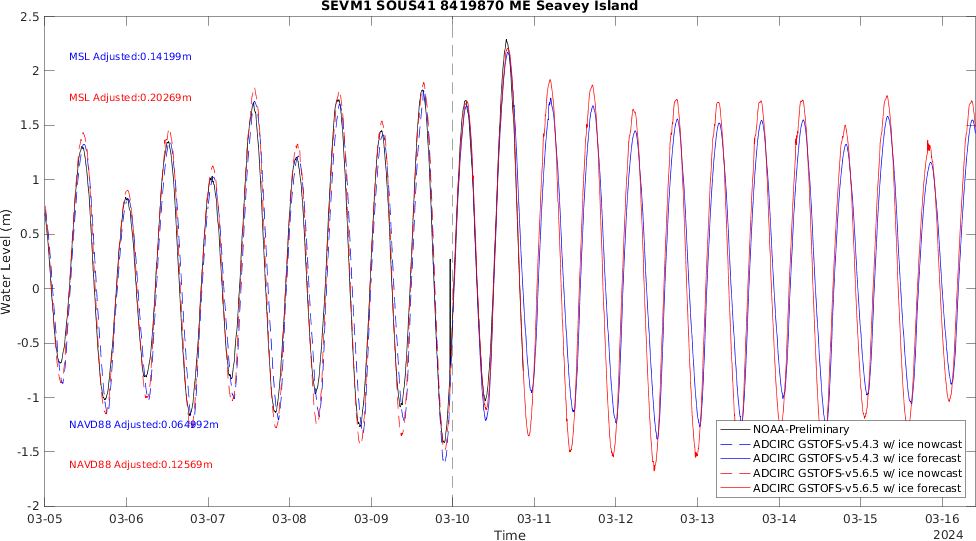 SEVM1 SOUS41 8419870 ME Seavey Island
2.5
2
1.5
1
0.5
0
-0.5
-1
-1.5
-2
Water Level (m)
MSL Adjusted:0.14199m
MSL Adjusted:0.20269m
NAVD88 Adjusted:0.064992m
NAVD88 Adjusted:0.12569m
NOAA-Preliminary
ADCIRC GSTOFS-v5.4.3 w/ ice nowcast
ADCIRC GSTOFS-v5.4.3 w/ ice forecast
ADCIRC GSTOFS-v5.6.5 w/ ice nowcast
ADCIRC GSTOFS-v5.6.5 w/ ice forecast
03-05 03-06 03-07 03-08 03-09 03-10 03-11 03-12 03-13 03-14 03-15 03-16
Time
2024